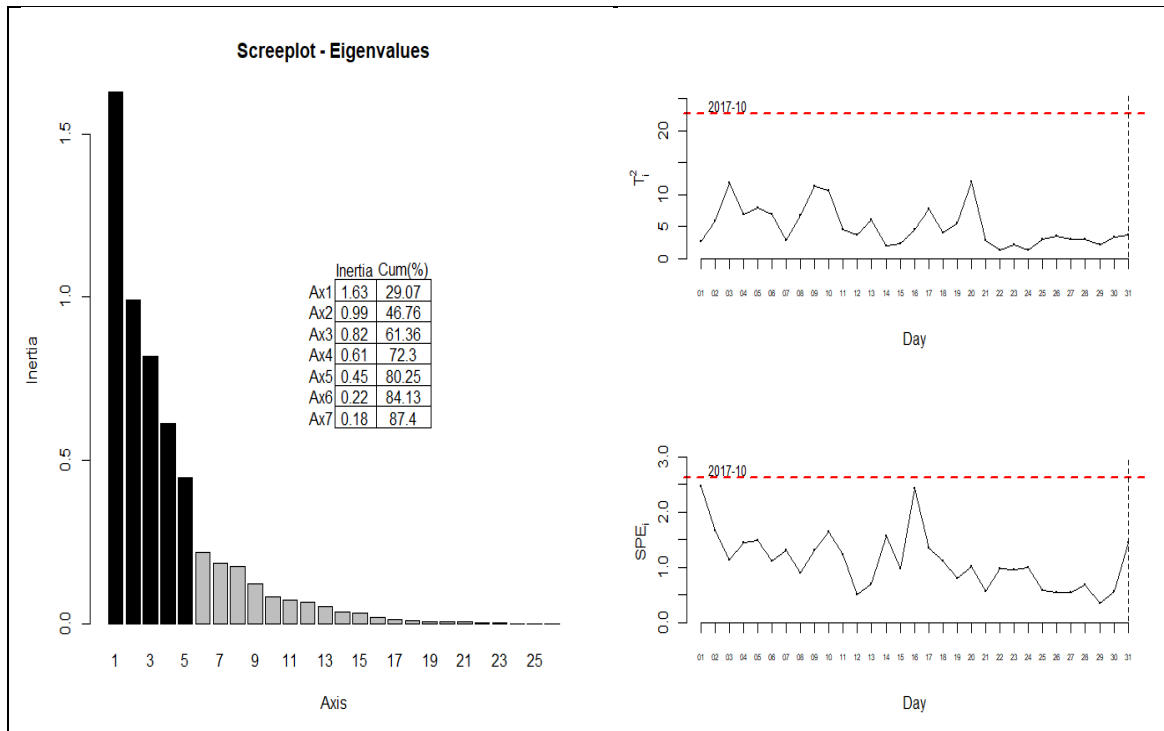 Screeplot - Eigenvalues
1.5
1.0
0.5
0.0
Inertia
Inertia Cum(%)
Ax1 1.63 29.07
Ax2 0.99 46.76
Ax3 0.82 61.36
Ax4 0.61 72.3
Ax5 0.45 80.25
Ax6 0.22 84.13
Ax7 0.18 87.4
1 3 5 7 9 11 13 15 17 19 21 23 25
Axis
2017-10
20
10
5
0
T²ᵢ
01 02 03 04 05 06 07 08 09 10 11 12 13 14 15 16 17 18 19 20 21 22 23 24 25 26 27 28 29 30 31
Day
2017-10
3.0
2.0
1.0
0.0
SPEᵢ
01 02 03 04 05 06 07 08 09 10 11 12 13 14 15 16 17 18 19 20 21 22 23 24 25 26 27 28 29 30 31
Day